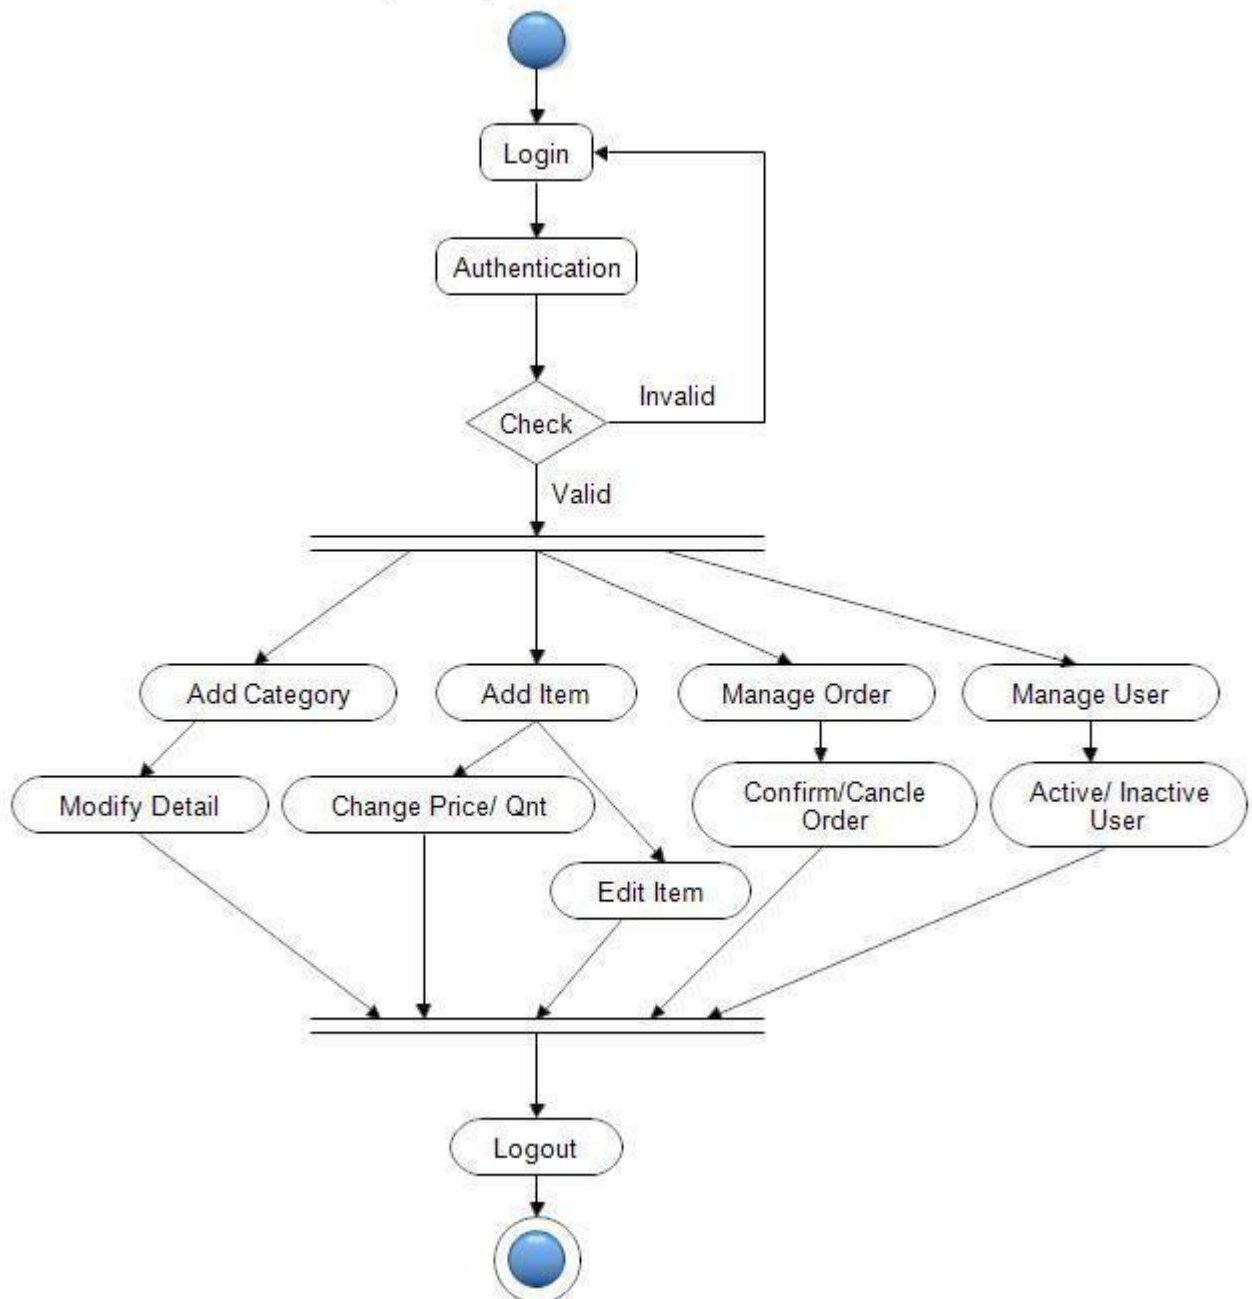 Login
Authentication
Check
Invalid
Valid
Add Category
Add Item
Manage Order
Manage User
Modify Detail
Change Price/ Qnt
Confirm/Cancle
Order
Active/ Inactive
User
Edit Item
Logout